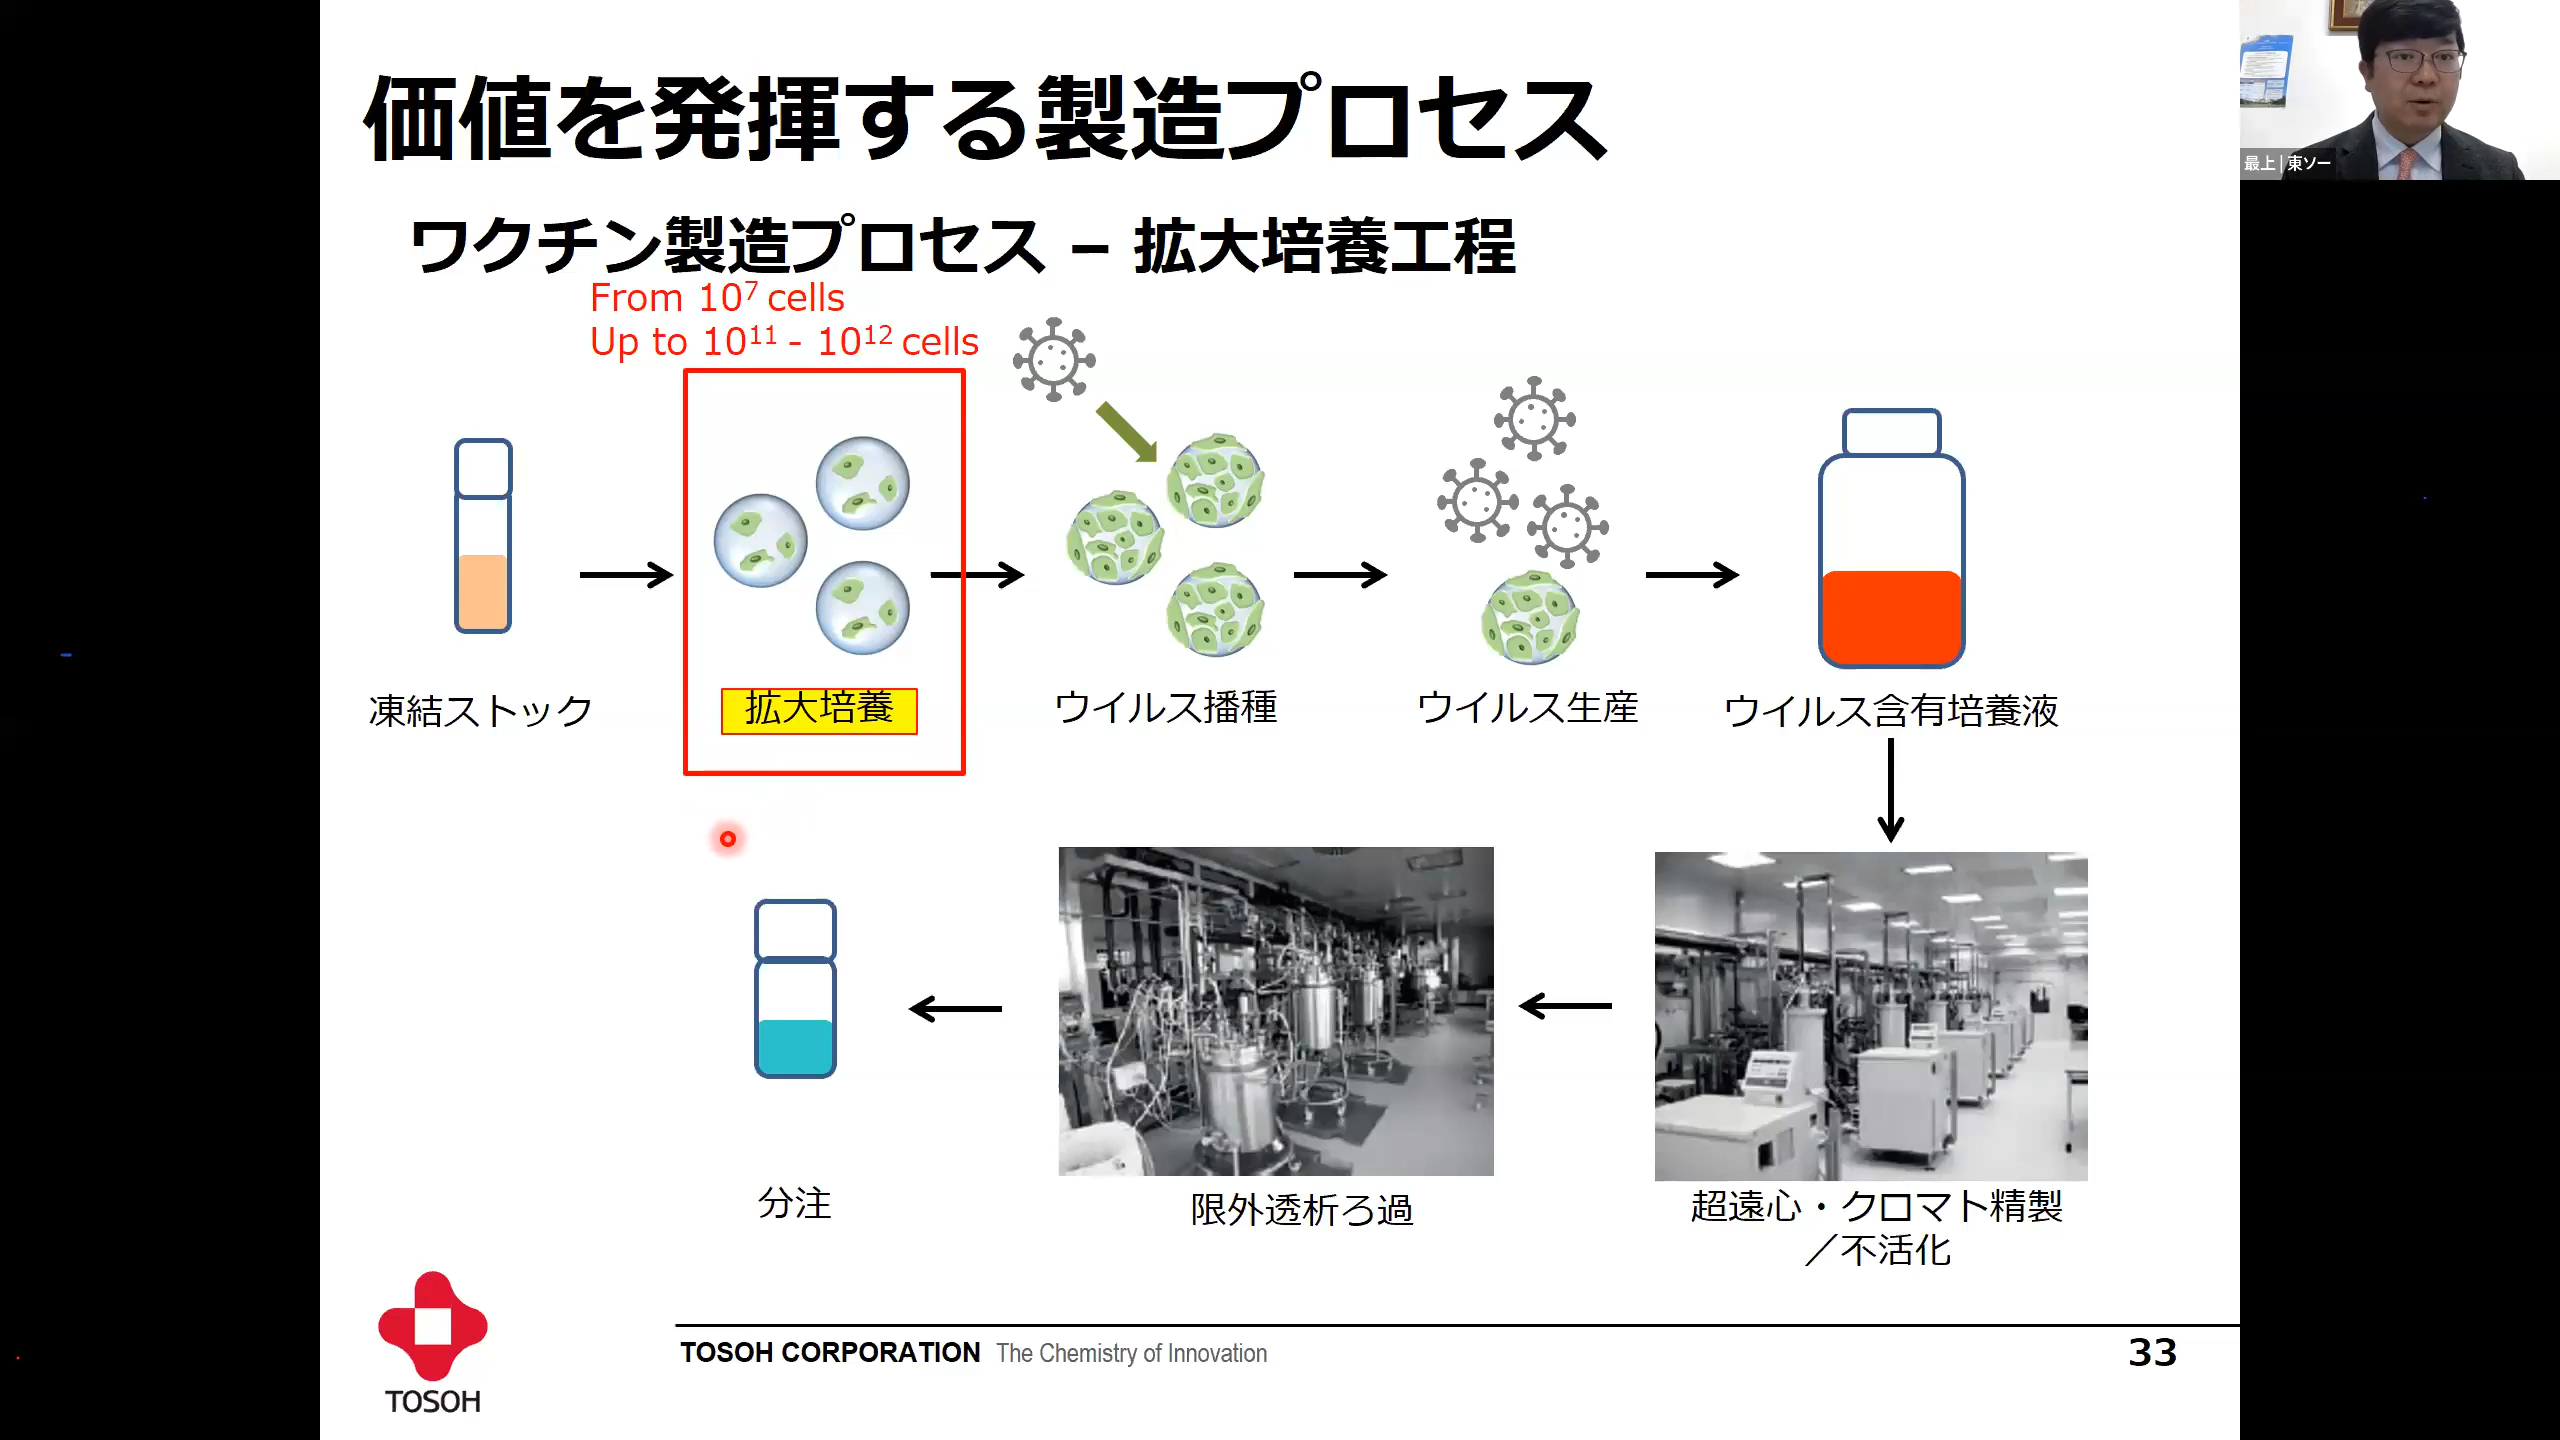 価値を発揮する製造プロセス
ワクチン製造プロセス – 拡大培養工程
From 10⁷ cells
Up to 10¹¹ - 10¹² cells
凍結ストック
拡大培養
ウイルス播種
ウイルス生産
ウイルス含有培養液
分注
限外透析ろ過
超遠心・クロマト精製
／不活化
TOSOH
TOSOH CORPORATION The Chemistry of Innovation
33
最上 | 東ソー